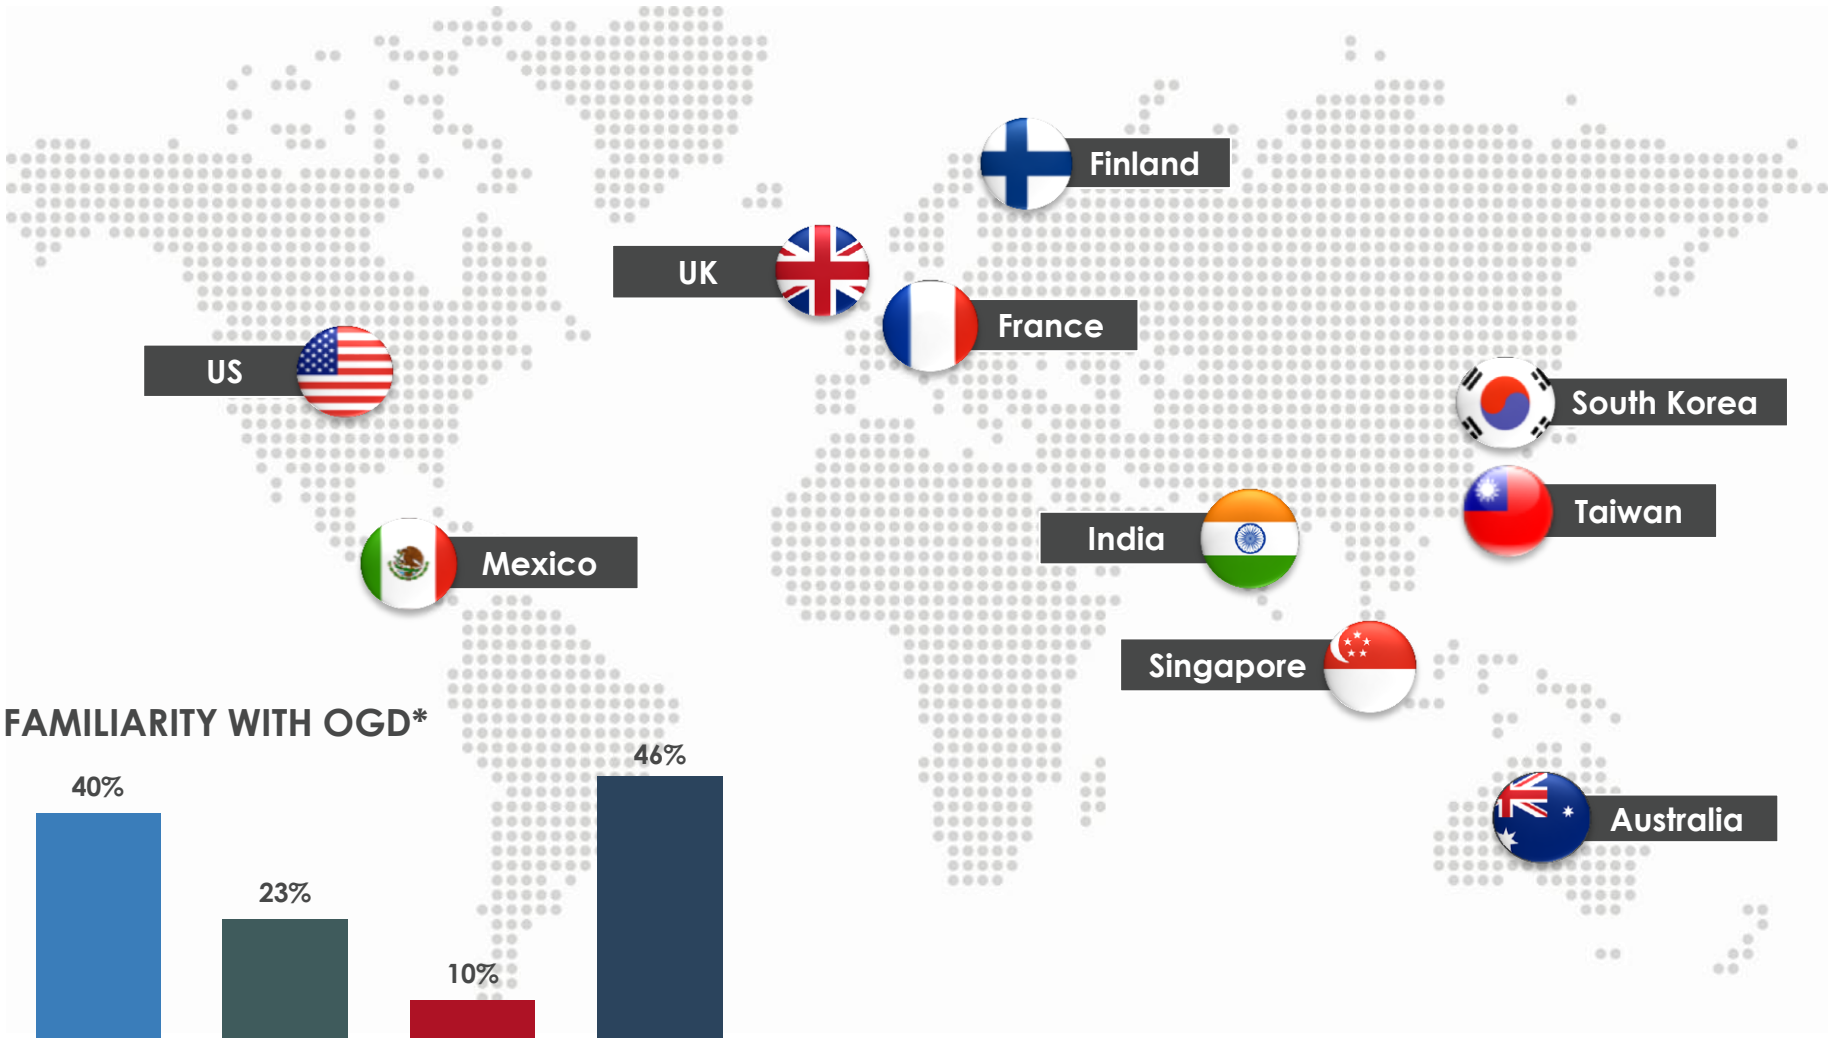 Finland
UK
France
US
South Korea
Taiwan
India
Mexico
Singapore
FAMILIARITY WITH OGD*
46%
40%
Australia
23%
10%